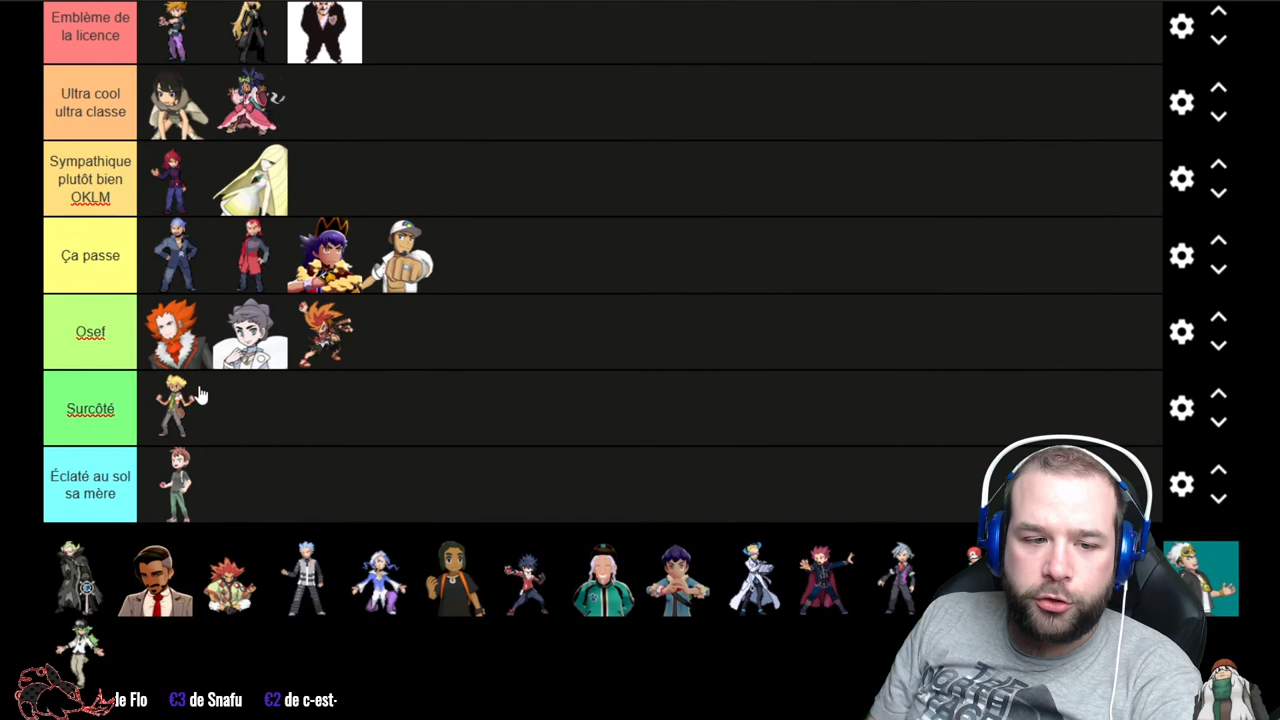 Emblème de
la licence
Ultra cool
ultra classe
Sympathique
plutôt bien
OKLM
Ça passe
Osef
Surcôté
Éclaté au sol
sa mère
le Flo €3 de Snafu €2 de c-est-